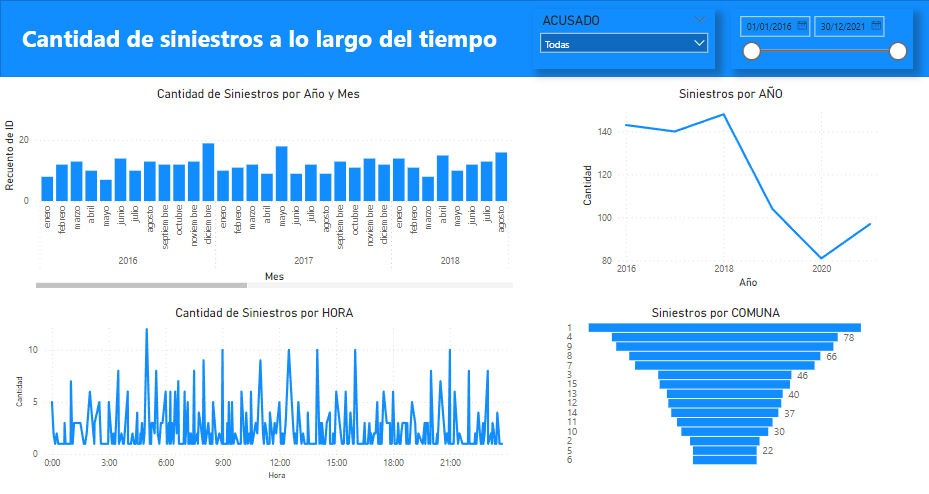 Cantidad de siniestros a lo largo del tiempo
ACUSADO
Todas
01/01/2016
30/12/2021
Cantidad de Siniestros por Año y Mes
Recuento de ID
20
0
enero
febrero
marzo
abril
mayo
junio
julio
agosto
septiembre
octubre
noviembre
diciembre
enero
febrero
marzo
abril
mayo
junio
julio
agosto
septiembre
octubre
noviembre
diciembre
enero
febrero
marzo
abril
mayo
junio
julio
agosto
2016
2017
2018
Mes
Siniestros por AÑO
Cantidad
140
120
100
80
2016
2018
2020
Año
Cantidad de Siniestros por HORA
Cantidad
10
5
0
0:00
3:00
6:00
9:00
12:00
15:00
18:00
21:00
Hora
Siniestros por COMUNA
1
4 78
9
8 66
7
3 46
15
13 40
12
14 37
11
10 30
2
5 22
6